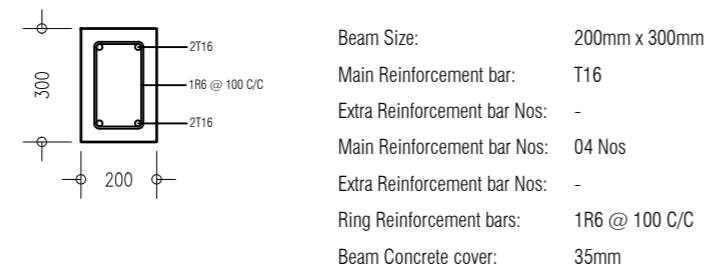 2T16
300
1R6 @ 100 C/C
2T16
200
Beam Size: 200mm x 300mm
Main Reinforcement bar: T16
Extra Reinforcement bar Nos: -
Main Reinforcement bar Nos: 04 Nos
Extra Reinforcement bar Nos: -
Ring Reinforcement bars: 1R6 @ 100 C/C
Beam Concrete cover: 35mm